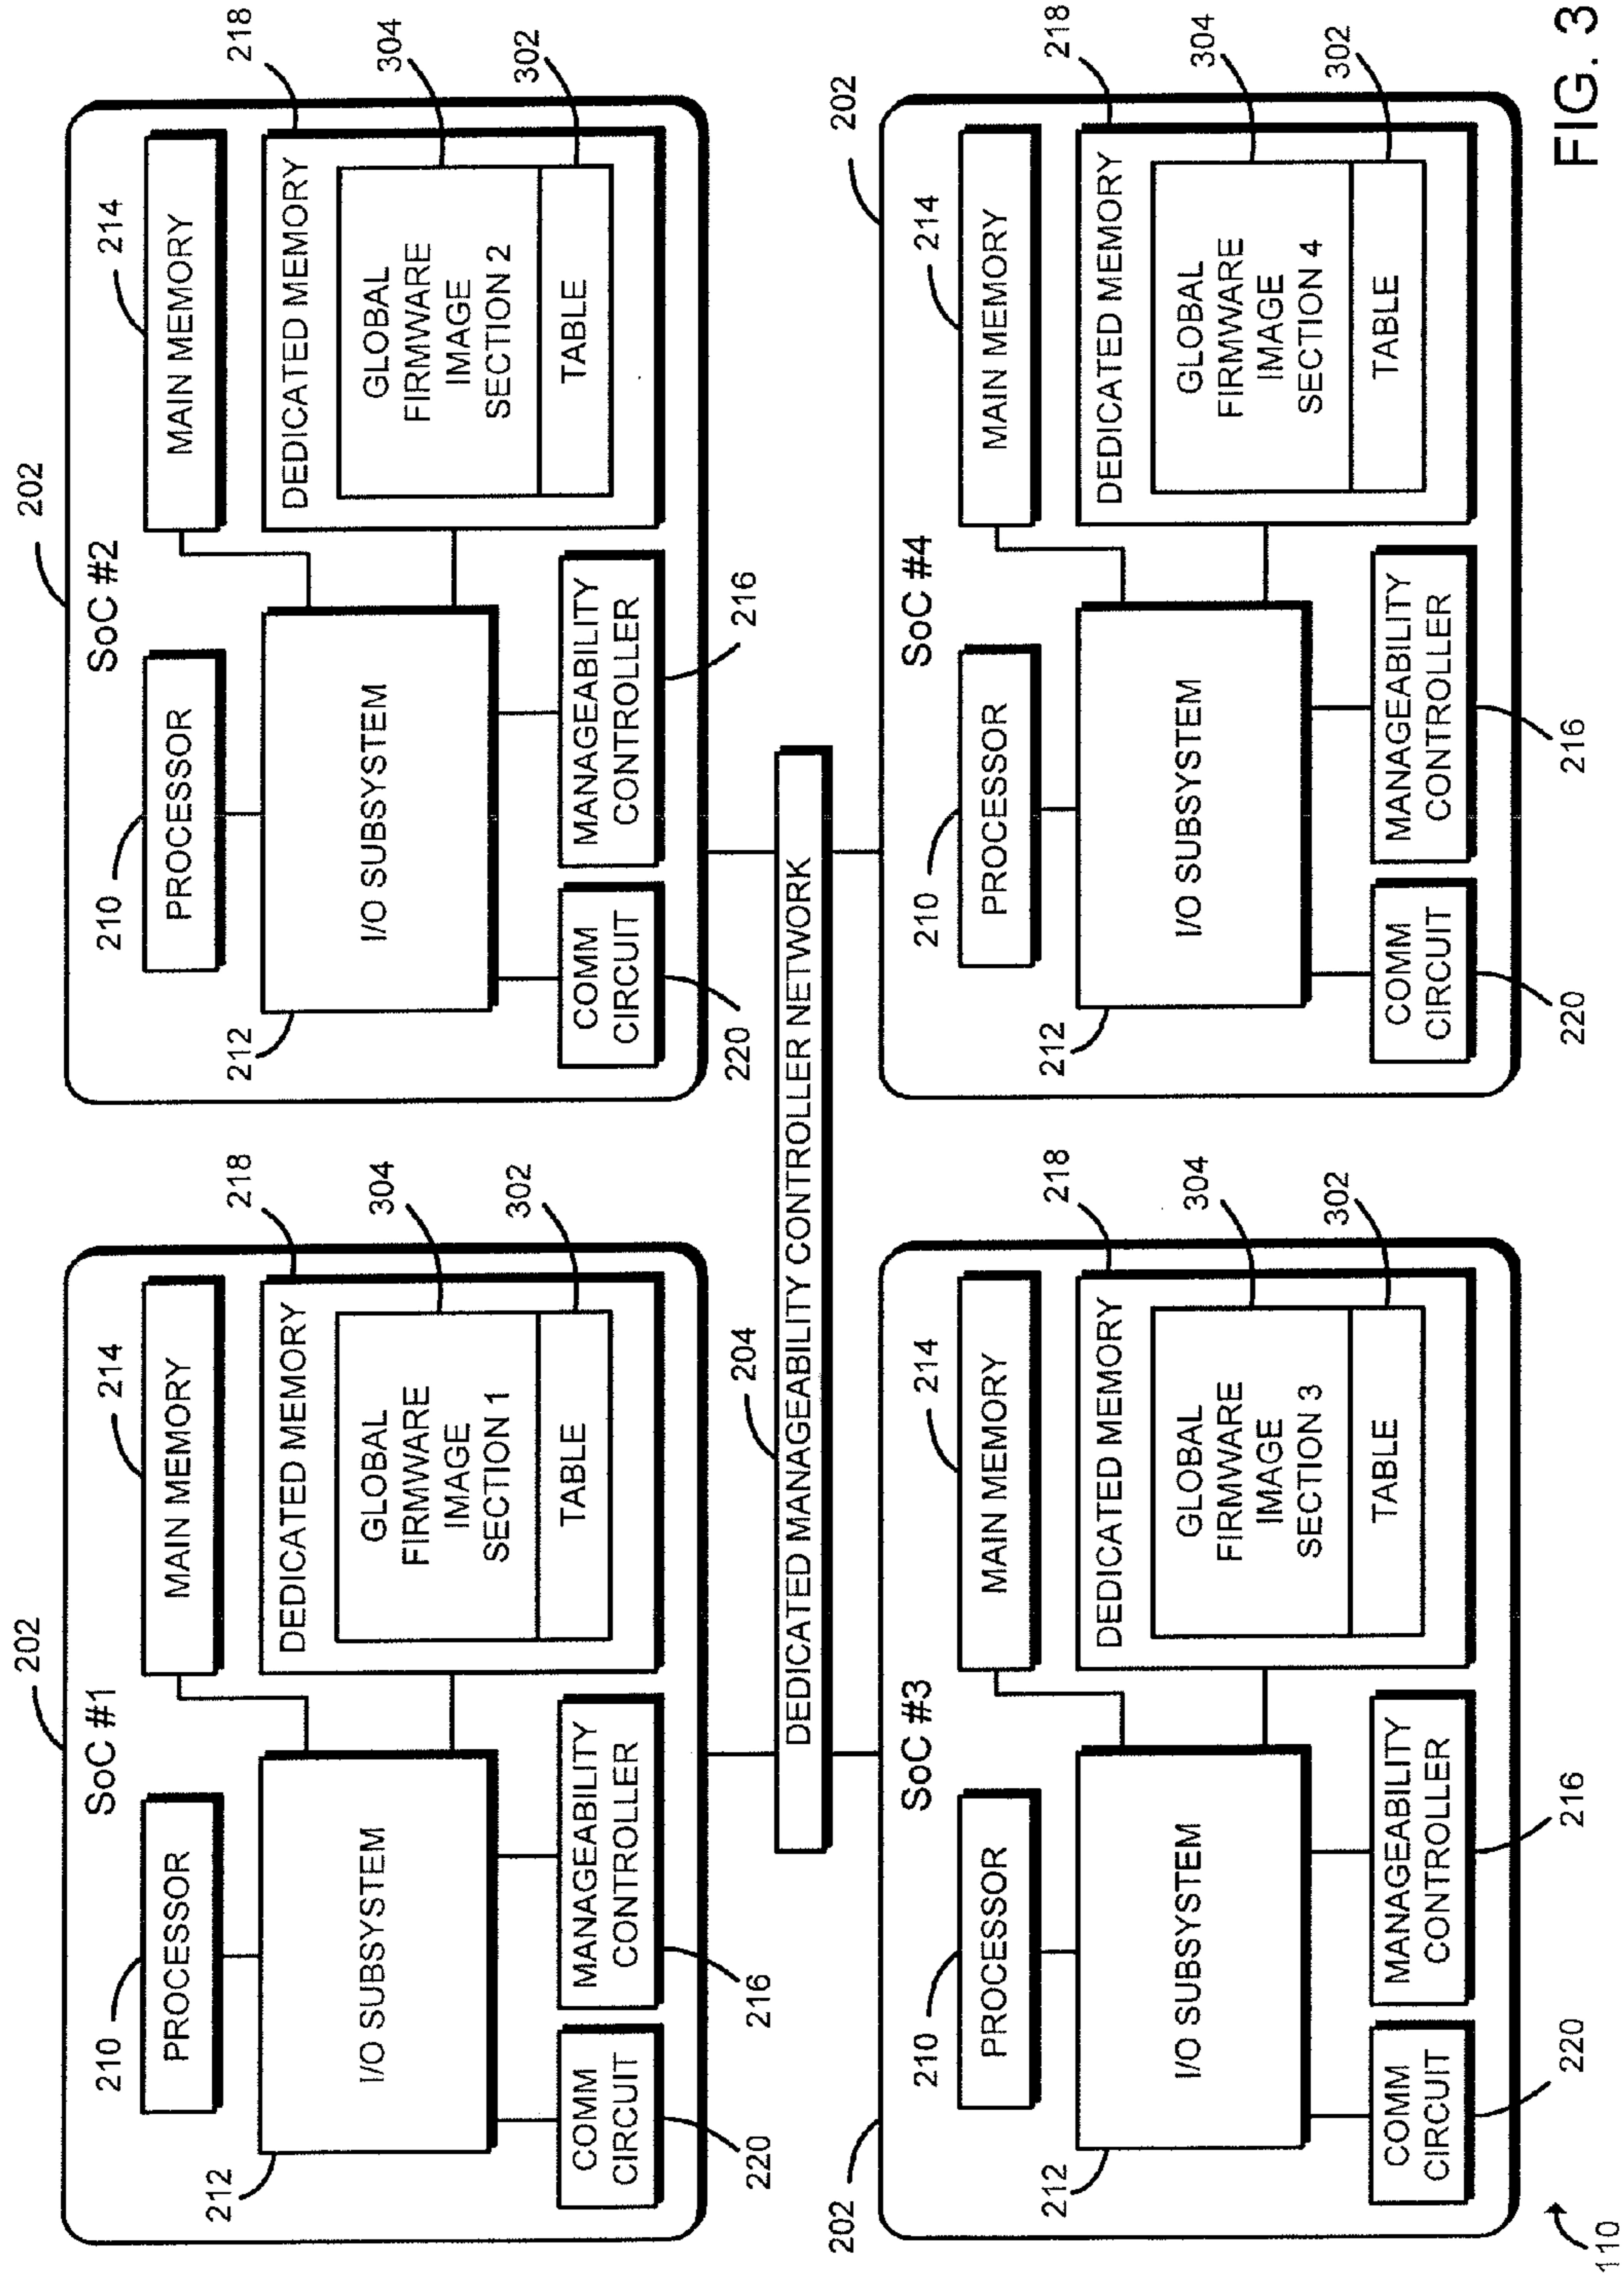 202
SoC #1
210
PROCESSOR
214
MAIN MEMORY
212
I/O SUBSYSTEM
218
DEDICATED MEMORY
GLOBAL
FIRMWARE
IMAGE
SECTION 1
304
TABLE
302
COMM
CIRCUIT
220
MANAGEABILITY
CONTROLLER
216
202
SoC #2
210
PROCESSOR
214
MAIN MEMORY
212
I/O SUBSYSTEM
218
DEDICATED MEMORY
GLOBAL
FIRMWARE
IMAGE
SECTION 2
304
TABLE
302
COMM
CIRCUIT
220
MANAGEABILITY
CONTROLLER
216
204
DEDICATED MANAGEABILITY CONTROLLER NETWORK
202
SoC #3
210
PROCESSOR
214
MAIN MEMORY
212
I/O SUBSYSTEM
218
DEDICATED MEMORY
GLOBAL
FIRMWARE
IMAGE
SECTION 3
304
TABLE
302
COMM
CIRCUIT
220
MANAGEABILITY
CONTROLLER
216
202
SoC #4
210
PROCESSOR
214
MAIN MEMORY
212
I/O SUBSYSTEM
218
DEDICATED MEMORY
GLOBAL
FIRMWARE
IMAGE
SECTION 4
304
TABLE
302
COMM
CIRCUIT
220
MANAGEABILITY
CONTROLLER
216
110
FIG. 3